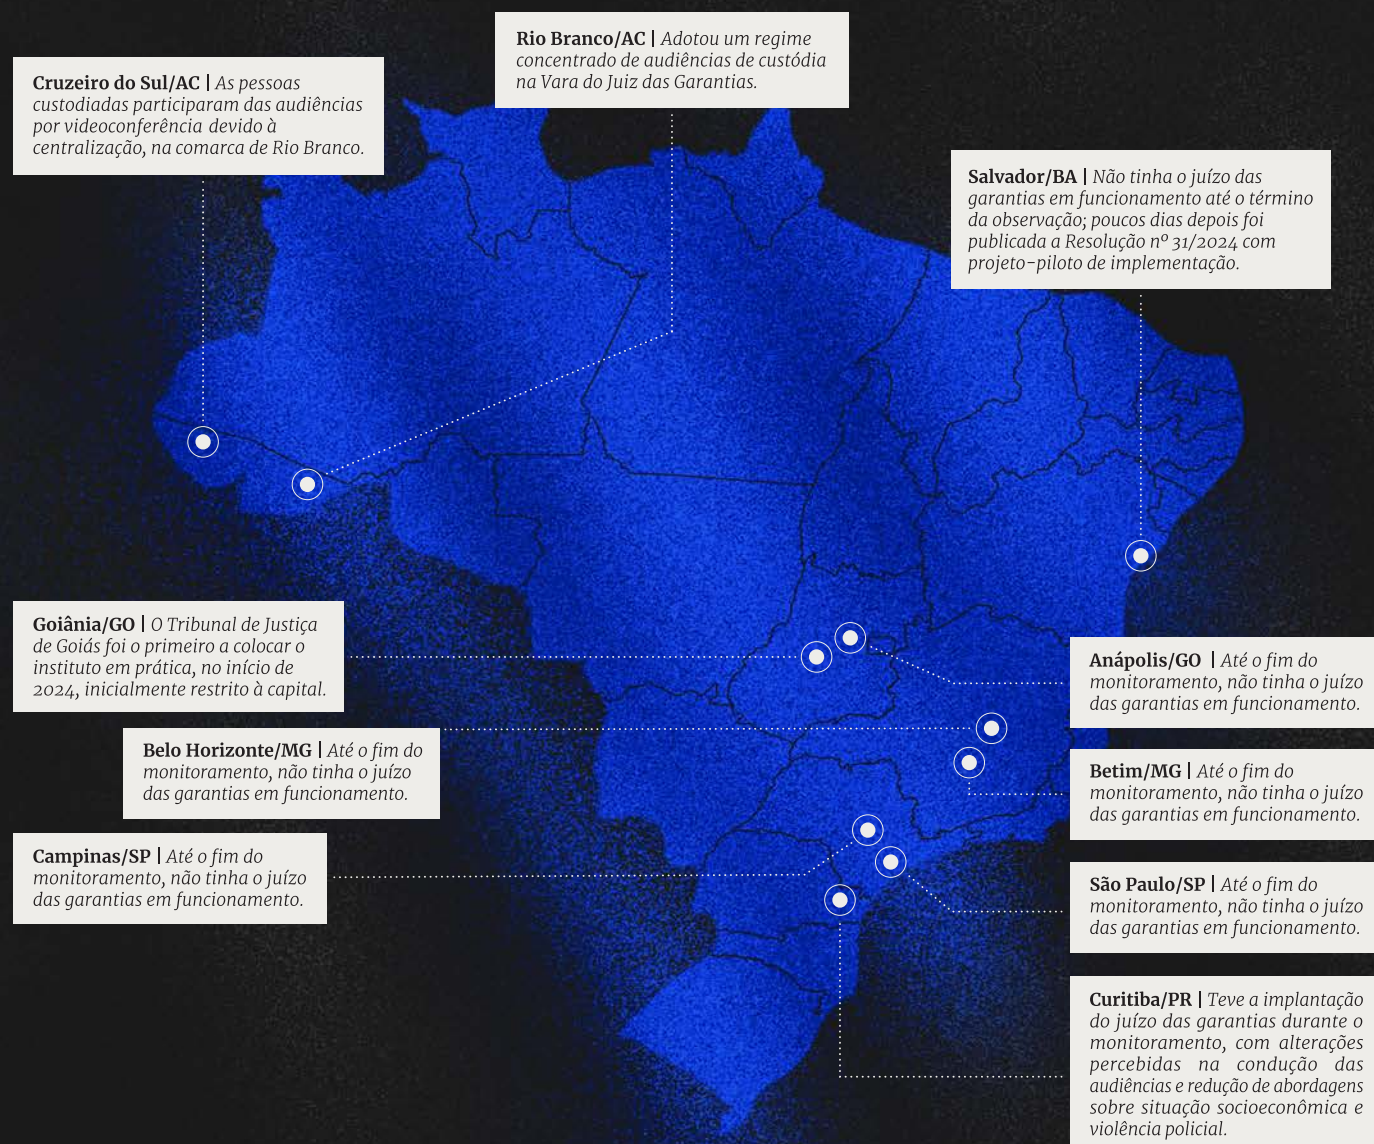 Rio Branco/AC | Adotou um regime
concentrado de audiências de custódia
na Vara do Juiz das Garantias.
Cruzeiro do Sul/AC | As pessoas
custodiadas participaram das audiências
por videoconferência devido à
centralização, na comarca de Rio Branco.
Salvador/BA | Não tinha o juízo das
garantias em funcionamento até o término
da observação; poucos dias depois foi
publicada a Resolução nº 31/2024 com
projeto-piloto de implementação.
Goiânia/GO | O Tribunal de Justiça
de Goiás foi o primeiro a colocar o
instituto em prática, no início de
2024, inicialmente restrito à capital.
Anápolis/GO | Até o fim do
monitoramento, não tinha o juízo
das garantias em funcionamento.
Belo Horizonte/MG | Até o fim do
monitoramento, não tinha o juízo
das garantias em funcionamento.
Betim/MG | Até o fim do
monitoramento, não tinha o juízo
das garantias em funcionamento.
Campinas/SP | Até o fim do
monitoramento, não tinha o juízo
das garantias em funcionamento.
São Paulo/SP | Até o fim do
monitoramento, não tinha o juízo
das garantias em funcionamento.
Curitiba/PR | Teve a implantação
do juízo das garantias durante o
monitoramento, com alterações
percebidas na condução das
audiências e redução de abordagens
sobre situação socioeconômica e
violência policial.